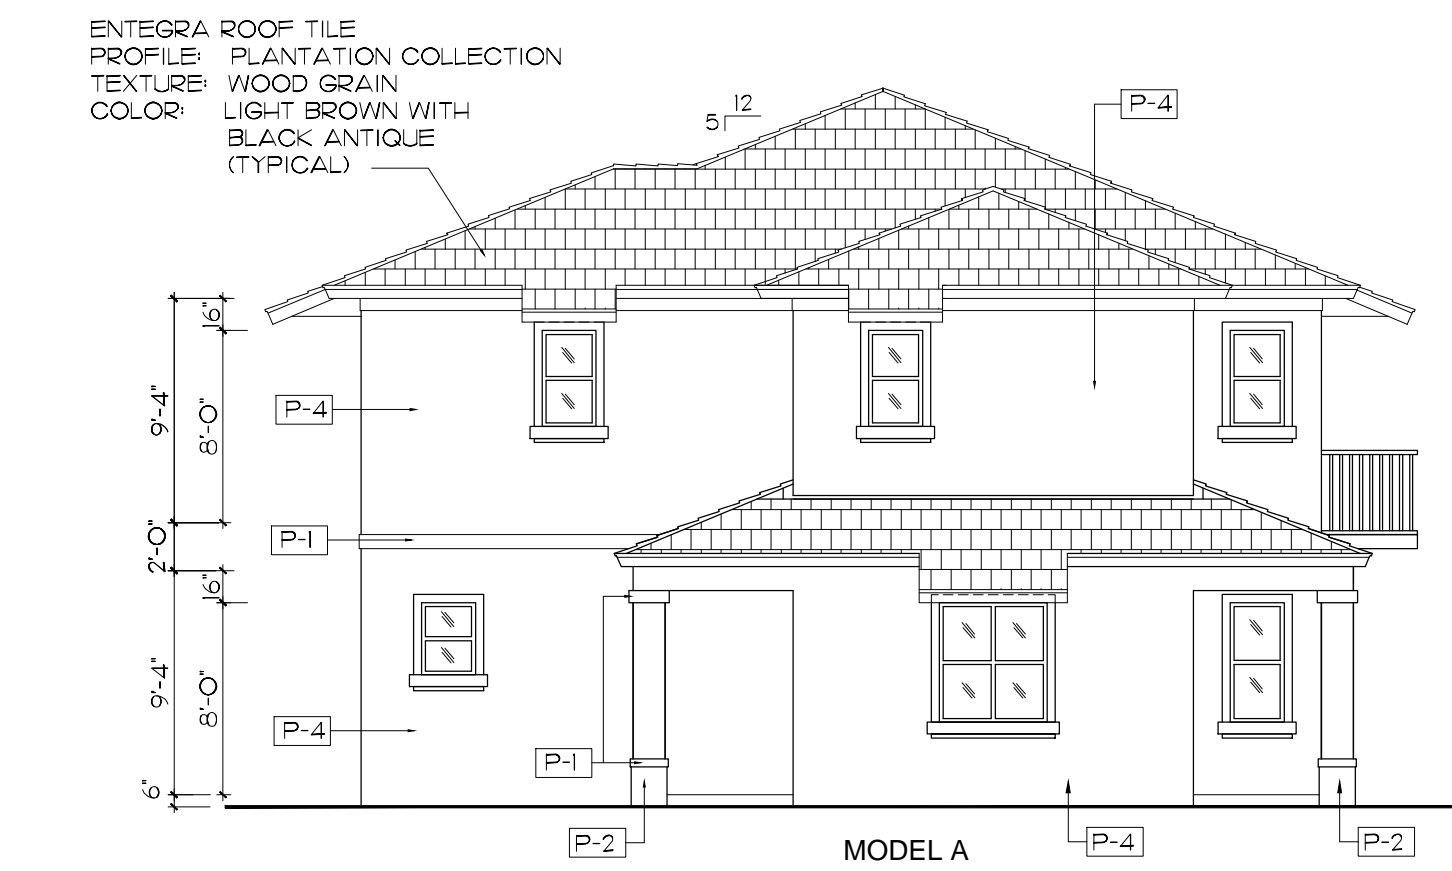 ENTEGRA ROOF TILE
PROFILE: PLANTATION COLLECTION
TEXTURE: WOOD GRAIN
COLOR: LIGHT BROWN WITH
BLACK ANTIQUE
(TYPICAL)
12
5
P-4
16"
9'-4"
8'-0"
P-4
P-1
2'-0"
16"
9'-4"
8'-0"
P-4
P-1
6"
P-2
MODEL A
P-4
P-2